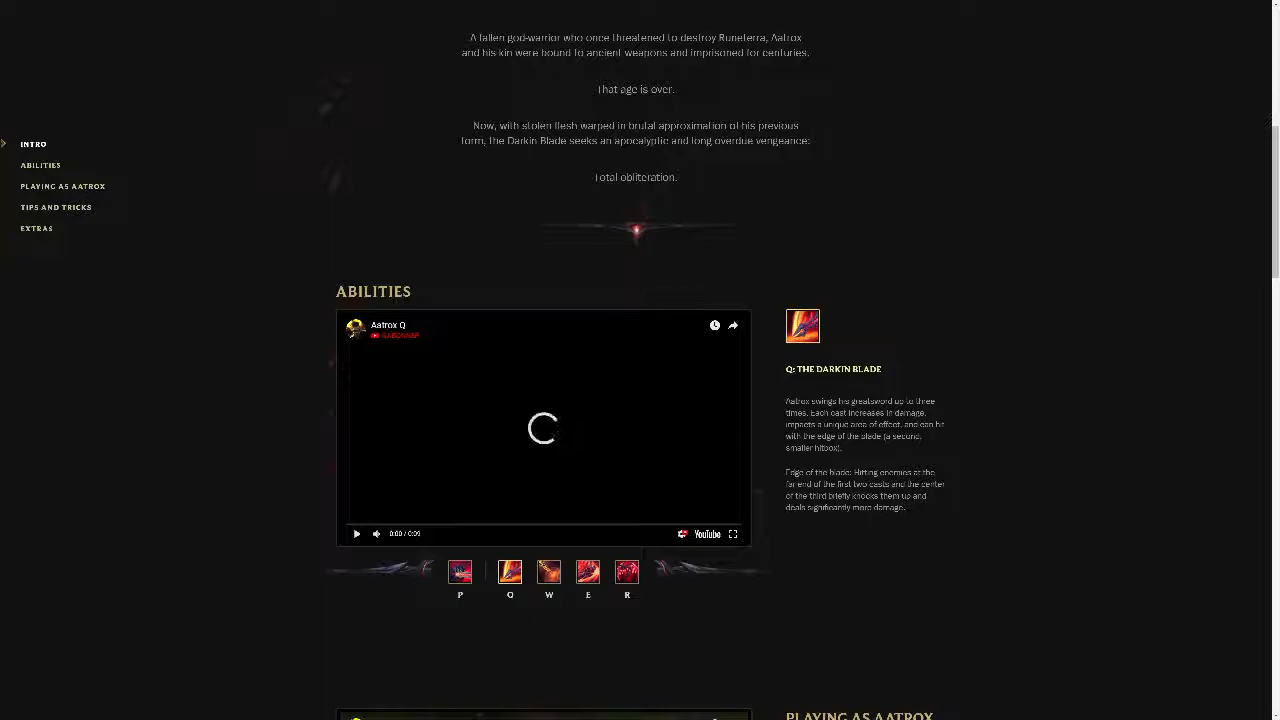 A fallen god-warrior who once threatened to destroy Runeterra, Aatrox
and his kin were bound to ancient weapons and imprisoned for centuries.
That age is over.
Now, with stolen flesh warped in brutal approximation of his previous
form, the Darkin Blade seeks an apocalyptic and long overdue vengeance:
Total obliteration.
INTRO
ABILITIES
PLAYING AS AATROX
TIPS AND TRICKS
EXTRAS
ABILITIES
Aatrox Q
Q: THE DARKIN BLADE
Aatrox swings his greatsword up to three
times. Each cast increases in damage,
impacts a unique area of effect, and can hit
with the edge of the blade (a second,
smaller hitbox).
Edge of the blade: Hitting enemies at the
far end of the first two casts and the center
of the third briefly knocks them up and
deals significantly more damage.
0:00 / 0:09
YouTube
P Q W E R
PLAYING AS AATROX